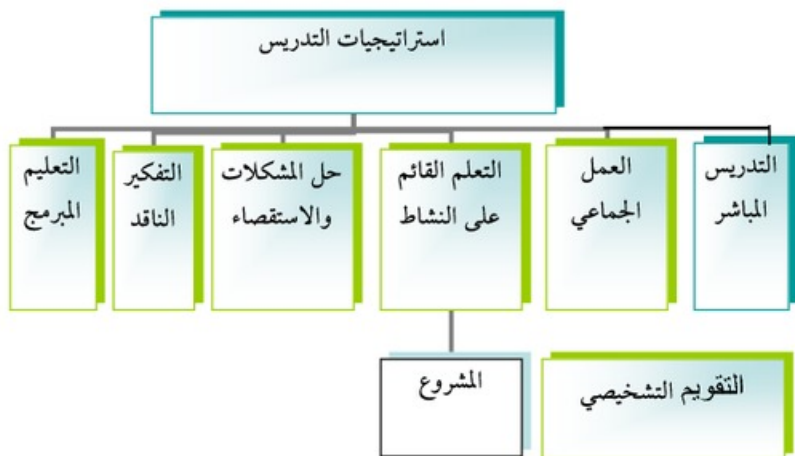 استراتيجيات التدريس
التدريس
المباشر
العمل
الجماعي
التعلم القائم
على النشاط
حل المشكلات
والاستقصاء
التفكير
الناقد
التعليم
المبرمج
التقويم التشخيصي
المشروع